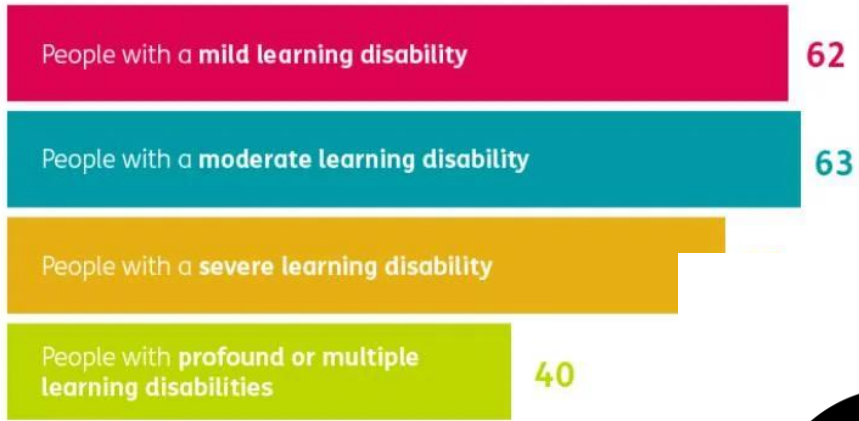 People with a mild learning disability 62
People with a moderate learning disability 63
People with a severe learning disability
People with profound or multiple
learning disabilities
40